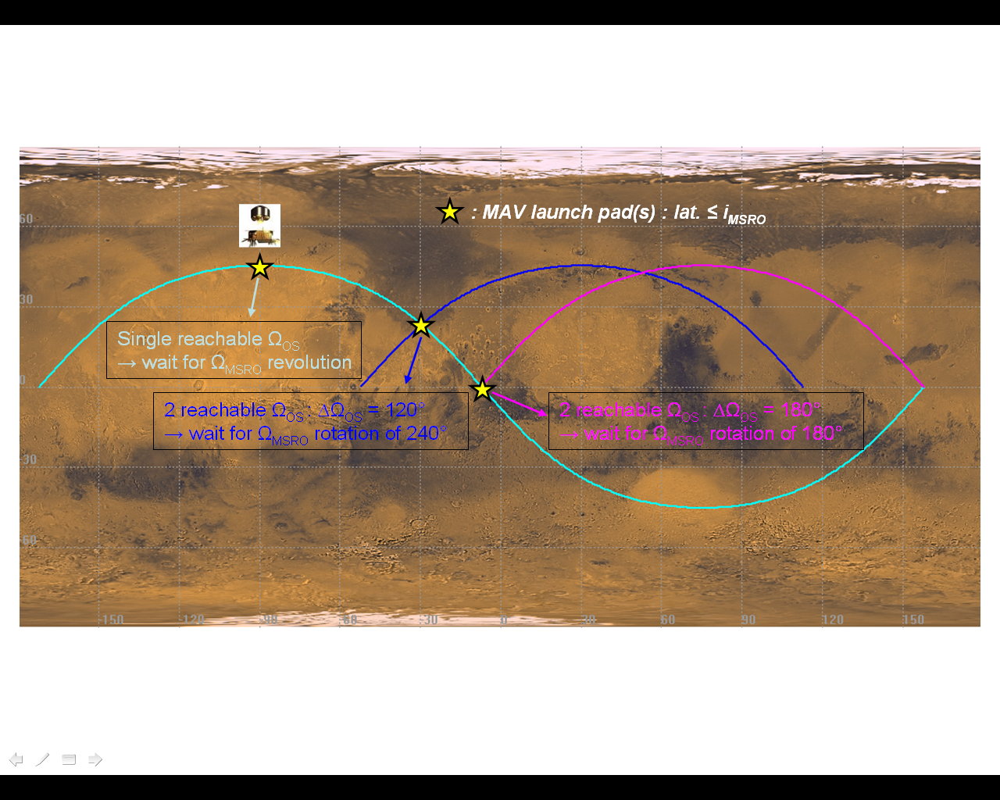 : MAV launch pad(s) : lat. ≤ iMSRO
60
30
Single reachable ΩOS
→ wait for ΩMSRO revolution
0
2 reachable ΩOS : ΔΩOS = 120°
→ wait for ΩMSRO rotation of 240°
2 reachable ΩOS : ΔΩOS = 180°
→ wait for ΩMSRO rotation of 180°
-30
-60
-150 -120 -90 -60 -30 0 30 60 90 120 150